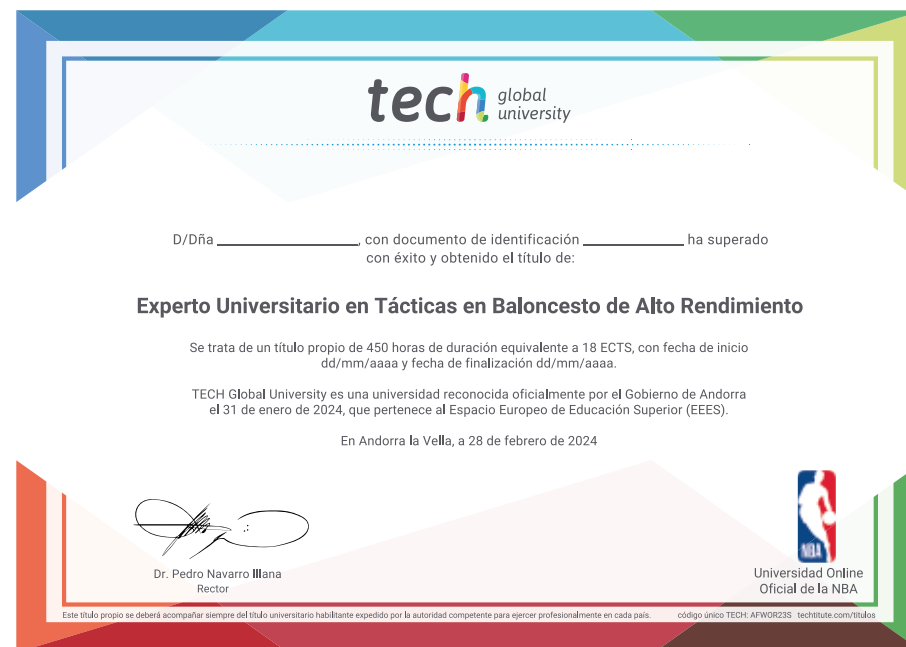 tech global university
D/Dña ____________, con documento de identificación ____________ ha superado
con éxito y obtenido el título de:
Experto Universitario en Tácticas en Baloncesto de Alto Rendimiento
Se trata de un título propio de 450 horas de duración equivalente a 18 ECTS, con fecha de inicio
dd/mm/aaaa y fecha de finalización dd/mm/aaaa.
TECH Global University es una universidad reconocida oficialmente por el Gobierno de Andorra
el 31 de enero de 2024, que pertenece al Espacio Europeo de Educación Superior (EEES).
En Andorra la Vella, a 28 de febrero de 2024
Dr. Pedro Navarro Illana
Rector
NBA
Universidad Online
Oficial de la NBA
Este título propio se deberá acompañar siempre del título universitario habilitante expedido por la autoridad competente para ejercer profesionalmente en cada país.
código único TECH: AFWOR23S techtitute.com/titulos